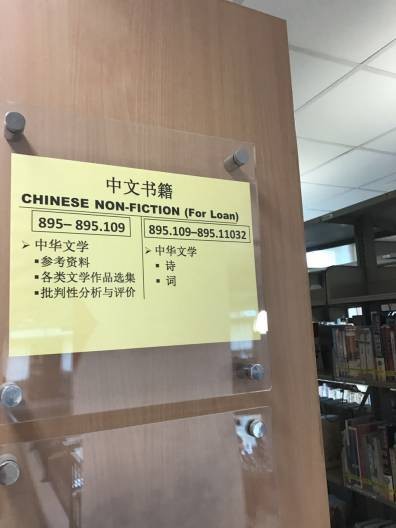 中文书籍
CHINESE NON-FICTION (For Loan)
895– 895.109
➢ 中华文学
▪参考资料
▪各类文学作品选集
▪批判性分析与评价
895.109–895.11032
➢ 中华文学
▪ 诗
▪ 词